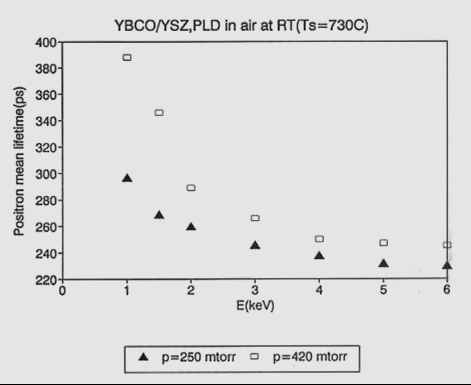 YBCO/YSZ,PLD in air at RT(Ts=730C)
Positron mean lifetime(ps)
400
380
360
340
320
300
280
260
240
220
0 1 2 3 4 5 6
E(keV)
p=250 mtorr p=420 mtorr